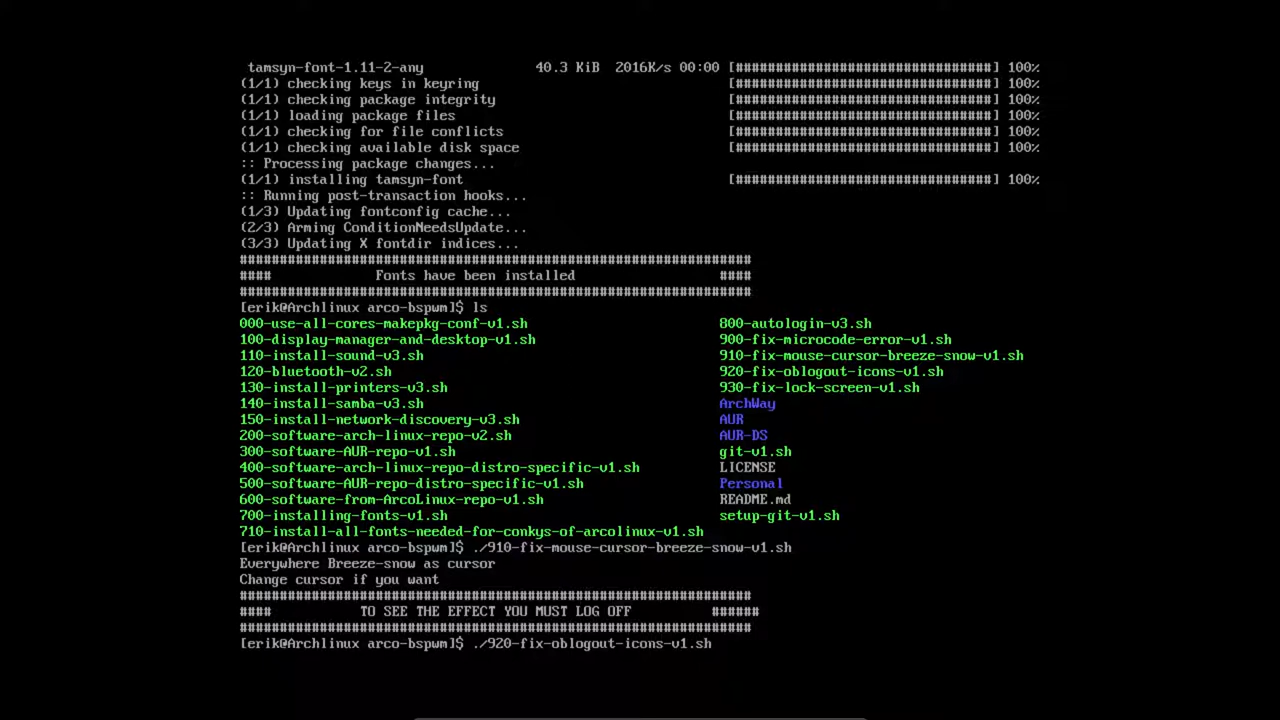 tamsyn-font-1.11-2-any 40.3 KiB 2016K/s 00:00 [################################] 100%
(1/1) checking keys in keyring [################################] 100%
(1/1) checking package integrity [################################] 100%
(1/1) loading package files [################################] 100%
(1/1) checking for file conflicts [################################] 100%
(1/1) checking available disk space [################################] 100%
:: Processing package changes...
(1/1) installing tamsyn-font [################################] 100%
:: Running post-transaction hooks...
(1/3) Updating fontconfig cache...
(2/3) Arming ConditionNeedsUpdate...
(3/3) Updating X fontdir indices...
################################################################
#### Fonts have been installed ####
################################################################
[erik@Archlinux arco-bspwm]$ ls
000-use-all-cores-makepkg-conf-v1.sh 800-autologin-v3.sh
100-display-manager-and-desktop-v1.sh 900-fix-microcode-error-v1.sh
110-install-sound-v3.sh 910-fix-mouse-cursor-breeze-snow-v1.sh
120-bluetooth-v2.sh 920-fix-oblogout-icons-v1.sh
130-install-printers-v3.sh 930-fix-lock-screen-v1.sh
140-install-samba-v3.sh ArchWay
150-install-network-discovery-v3.sh AUR
200-software-arch-linux-repo-v2.sh AUR-DS
300-software-AUR-repo-v1.sh git-v1.sh
400-software-arch-linux-repo-distro-specific-v1.sh LICENSE
500-software-AUR-repo-distro-specific-v1.sh Personal
600-software-from-ArcoLinux-repo-v1.sh README.md
700-installing-fonts-v1.sh setup-git-v1.sh
710-install-all-fonts-needed-for-conkys-of-arcolinux-v1.sh
[erik@Archlinux arco-bspwm]$ ./910-fix-mouse-cursor-breeze-snow-v1.sh
Everywhere Breeze-snow as cursor
Change cursor if you want
################################################################
#### TO SEE THE EFFECT YOU MUST LOG OFF ######
################################################################
[erik@Archlinux arco-bspwm]$ ./920-fix-oblogout-icons-v1.sh